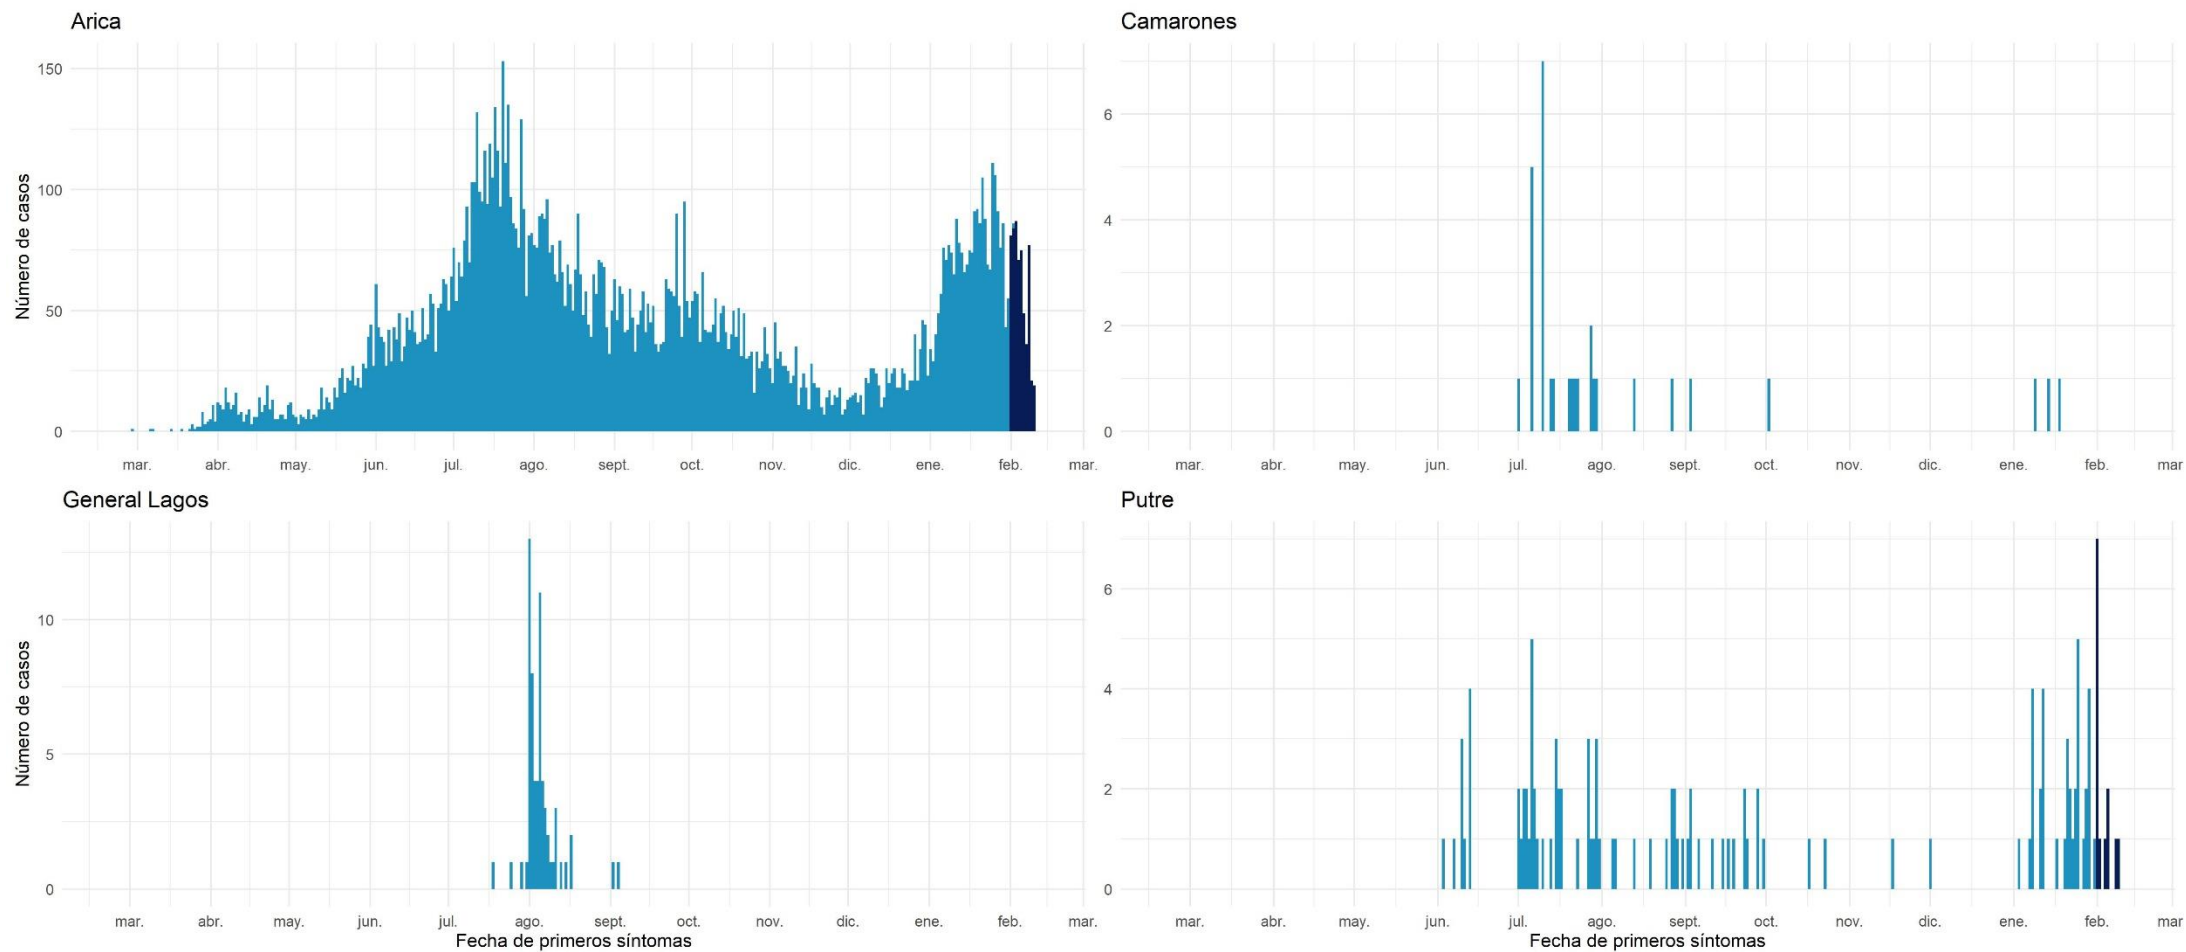 Arica
Camarones
150
100
50
0
Número de casos
mar. abr. may. jun. jul. ago. sept. oct. nov. dic. ene. feb. mar.
6
4
2
0
mar. abr. may. jun. jul. ago. sept. oct. nov. dic. ene. feb. mar
General Lagos
Putre
10
5
0
Número de casos
mar. abr. may. jun. jul. ago. sept. oct. nov. dic. ene. feb. mar.
Fecha de primeros síntomas
6
4
2
0
mar. abr. may. jun. jul. ago. sept. oct. nov. dic. ene. feb. mar
Fecha de primeros síntomas